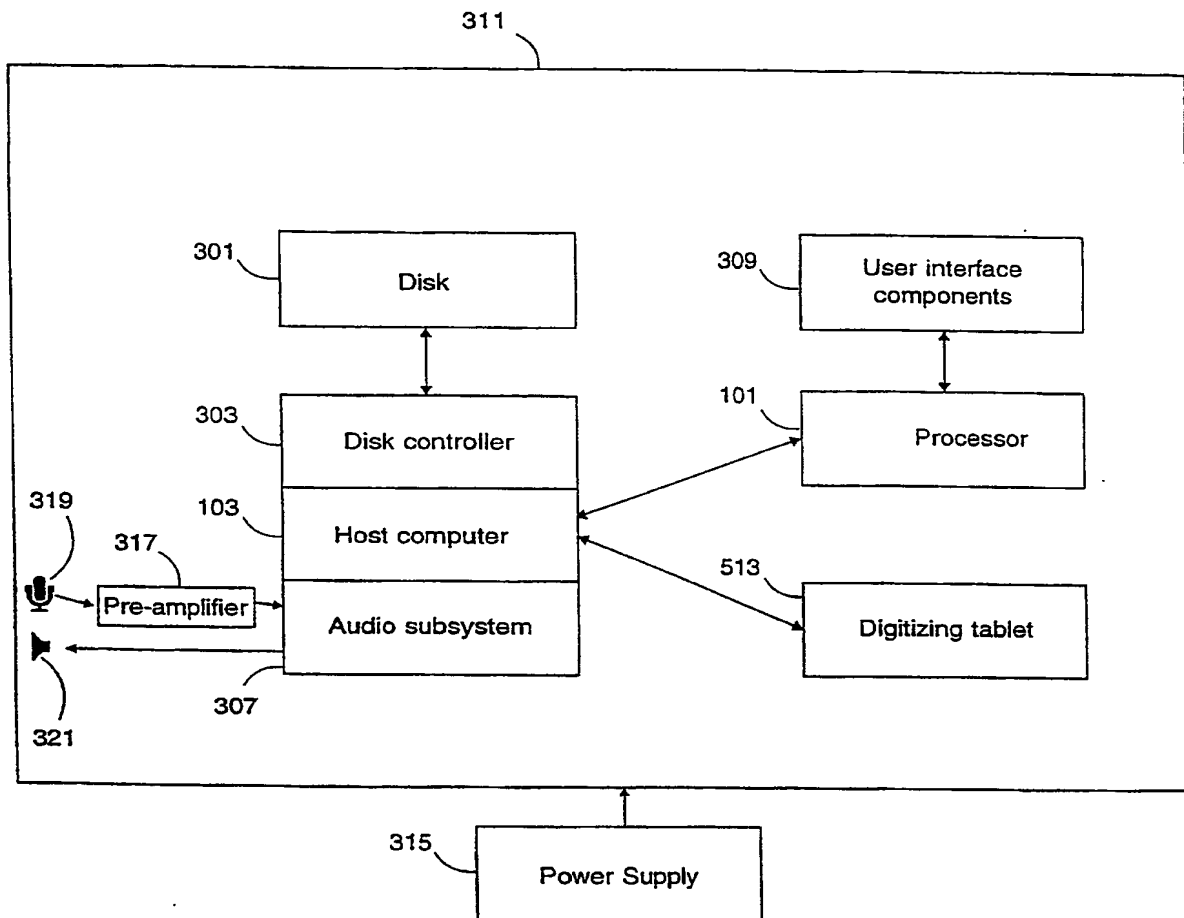 311
301
Disk
309
User interface
components
303
Disk controller
101
Processor
319
103
Host computer
317
Pre-amplifier
513
Audio subsystem
Digitizing tablet
307
321
315
Power Supply